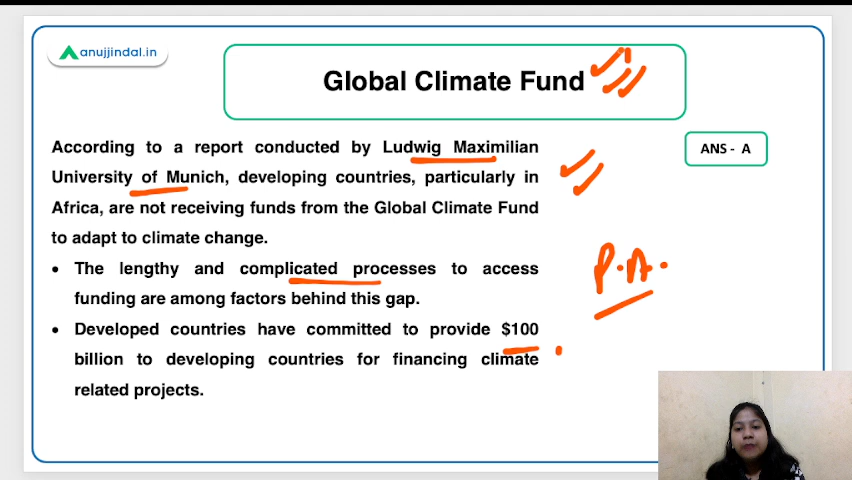 anujjindal.in
Global Climate Fund
According to a report conducted by Ludwig Maximilian
ANS - A
University of Munich, developing countries, particularly in
Africa, are not receiving funds from the Global Climate Fund
to adapt to climate change.
• The lengthy and complicated processes to access
funding are among factors behind this gap.
• Developed countries have committed to provide $100
billion to developing countries for financing climate
related projects.
P.A.